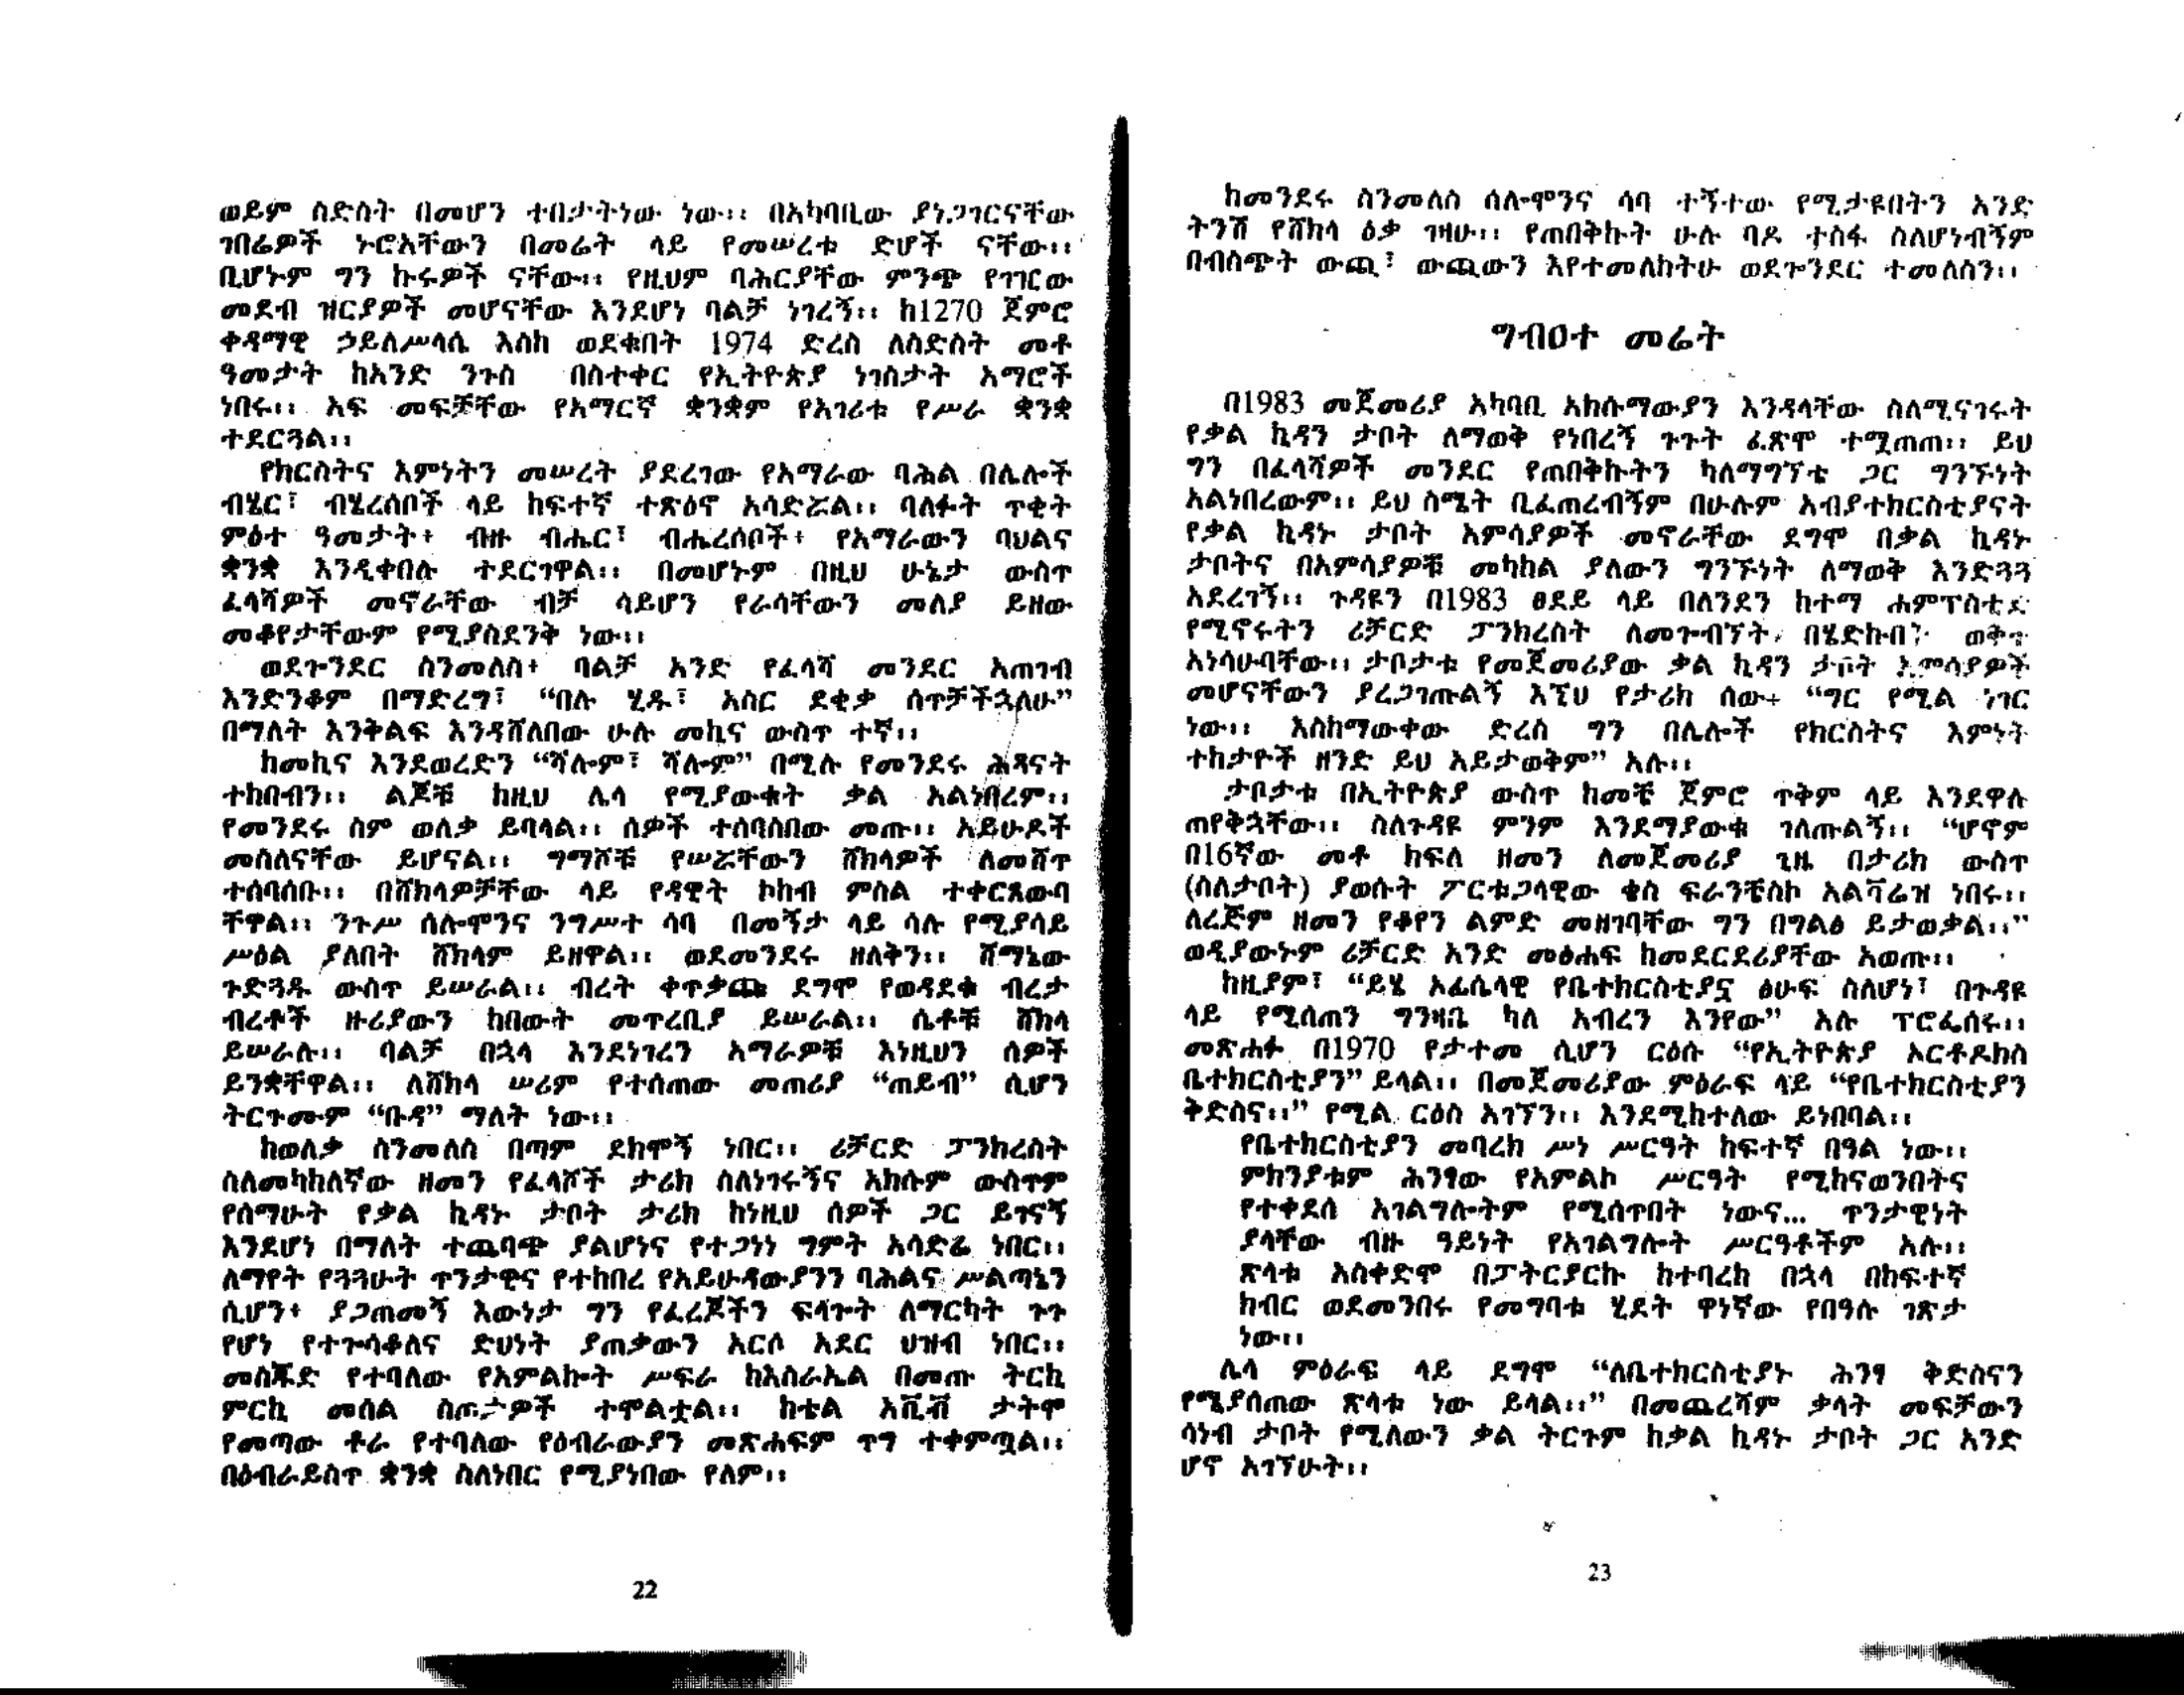 ወይም ስድስት በመሆን ተበታትነው ነው። በአካባቢው ያነጋገርናቸው
ገበሬዎች ኑሮአቸውን በመሬት ላይ የመሠረቱ ድሆች ናቸው።
ቢሆኑም ግን ኩሩዎች ናቸው። የዚህም ባሕርያቸው ምንጭ የገዢው
መደብ ዝርያዎች መሆናቸው እንደሆነ ባልቻ ነገረኝ። ከ1270 ጀምሮ
ቀዳማዊ ኃይለሥላሴ እስከ ወደቁበት 1974 ድረስ ለስድስት መቶ
ዓመታት ከአንድ ንጉስ በስተቀር የኢትዮጵያ ነገስታት አማሮች
ነበሩ። አፍ መፍቻቸው የአማርኛ ቋንቋም የአገሪቱ የሥራ ቋንቋ
ተደርጓል።
የክርስትና እምነትን መሠረት ያደረገው የአማራው ባሕል በሌሎች
ብሄር፣ ብሄረሰቦች ላይ ከፍተኛ ተጽዕኖ አሳድሯል። ባለፉት ጥቂት
ምዕተ ዓመታት፥ ብዙ ብሔር፣ ብሔረሰቦች፥ የአማራውን ባህልና
ቋንቋ እንዲቀበሉ ተደርገዋል። በመሆኑም በዚህ ሁኔታ ውስጥ
ፈላሻዎች መኖራቸው ብቻ ሳይሆን የራሳቸውን መለያ ይዘው
መቆየታቸውም የሚያስደንቅ ነው።
ወደጐንደር ስንመለስ፥ ባልቻ አንድ የፈላሻ መንደር አጠገብ
እንድንቆም በማድረግ፣ “በሉ ሂዱ፣ አስር ደቂቃ ሰጥቻችኋለሁ”
በማለት እንቅልፍ እንዳሸለበው ሁሉ መኪና ውስጥ ተኛ።
ከመኪና እንደወረድን “ሻሎም፣ ሻሎም” በሚሉ የመንደሩ ሕጻናት
ተከበብን። ልጆቹ ከዚህ ሌላ የሚያውቁት ቃል አልነበረም።
የመንደሩ ስም ወለቃ ይባላል። ሰዎች ተሰባስበው መጡ። አይሁዶች
መስለናቸው ይሆናል። ግማሾቹ የሠሯቸውን ሸክላዎች ለመሸጥ
ተሰባሰቡ። በሸክላዎቻቸው ላይ የዳዊት ኮከብ ምስል ተቀርጸውባ
ቸዋል። ንጉሥ ሰሎሞንና ንግሥተ ሳባ በመኝታ ላይ ሳሉ የሚያሳይ
ሥዕል ያለበት ሸክላም ይዘዋል። ወደመንደሩ ዘለቅን። ሸማኔው
ጉድጓዱ ውስጥ ይሠራል። ብረት ቀጥቃጩ ደግሞ የወዳደቁ ብረታ
ብረቶች ዙሪያውን ከበውት መጥረቢያ ይሠራል። ሴቶቹ ሸክላ
ይሠራሉ። ባልቻ በኋላ እንደነገረን አማራዎቹ እነዚህን ሰዎች
ይንቋቸዋል። ለሸክላ ሠሪም የተሰጠው መጠሪያ “ጠይብ” ሲሆን
ትርጉሙም “ቡዳ” ማለት ነው።
ከወለቃ ስንመለስ በጣም ደክሞኝ ነበር። ሪቻርድ ፓንክረስት
ስለመካከለኛው ዘመን የፈላሾች ታሪክ ስለነገሩኝና አክሱም ውስጥም
የሰማሁት የቃል ኪዳኑ ታቦት ታሪክ ከነዚህ ሰዎች ጋር ይገናኝ
እንደሆነ በማለት ተጨባጭ ያልሆነና የተጋነነ ግምት አሳድሬ ነበር።
ለማየት የጓጓሁት ጥንታዊና የተከበረ የአይሁዳውያንን ባሕልና ሥልጣኔን
ሲሆን፥ ያጋጠመኝ እውነታ ግን የፈረጆችን ፍላጐት ለማርካት ጉጉ
የሆነ የተጐሳቆለና ድህነት ያጠቃውን አርሶ አደር ህዝብ ነበር።
መስጁድ የተባለው የአምልኮት ሥፍራ ከእስራኤል በመጡ ትርኪ
ምርኪ መሰል ስጦታዎች ተሞልቷል። ከቴል አቪቭ ታትሞ
የመጣው ቶራ የተባለው የዕብራውያን መጽሐፍም ጥግ ተቀምጧል።
በዕብራይስጥ ቋንቋ ስለነበር የሚያነበው የለም።
22
ከመንደሩ ስንመለስ ሰሎሞንና ሳባ ተኝተው የሚታዩበትን አንድ
ትንሽ የሸክላ ዕቃ ገዛሁ። የጠበቅኩት ሁሉ ባዶ ተስፋ ስለሆነብኝም
በብስጭት ውጪ፣ ውጪውን እየተመለከትሁ ወደጐንደር ተመለስን።
ግብዐተ መሬት
በ1983 መጀመሪያ አካባቢ አክሱማውያን እንዳላቸው ስለሚናገሩት
የቃል ኪዳን ታቦት ለማወቅ የነበረኝ ጉጉት ፈጽሞ ተሟጠጠ። ይህ
ግን በፈላሻዎች መንደር የጠበቅኩትን ካለማግኘቴ ጋር ግንኙነት
አልነበረውም። ይህ ስሜት ቢፈጠረብኝም በሁሉም አብያተክርስቲያናት
የቃል ኪዳኑ ታቦት አምሳያዎች መኖራቸው ደግሞ በቃል ኪዳኑ
ታቦትና በአምሳያዎቹ መካከል ያለውን ግንኙነት ለማወቅ እንድጓጓ
አደረገኝ። ጉዳዩን በ1983 ፀደይ ላይ በለንደን ከተማ ሐምፕስቲድ
የሚኖሩትን ሪቻርድ ፓንክረስት ለመጐብኘት በሄድኩበት ወቅት
አነሳሁባቸው። ታቦታቱ የመጀመሪያው ቃል ኪዳን ታቦት አምሳያዎች
መሆናቸውን ያረጋገጡልኝ እኚህ የታሪክ ሰው፥ “ግር የሚል ነገር
ነው። እስከማውቀው ድረስ ግን በሌሎች የክርስትና እምነት
ተከታዮች ዘንድ ይህ አይታወቅም” አሉ።
ታቦታቱ በኢትዮጵያ ውስጥ ከመቼ ጀምሮ ጥቅም ላይ እንደዋሉ
ጠየቅኋቸው። ስለጉዳዩ ምንም እንደማያውቁ ገለጡልኝ። “ሆኖም
በ16ኛው መቶ ክፍለ ዘመን ለመጀመሪያ ጊዜ በታሪክ ውስጥ
(ስለታቦት) ያወሱት ፖርቱጋላዊው ቄስ ፍራንቼስኮ አልቫሬዝ ነበሩ።
ለረጅም ዘመን የቆየን ልምድ መዘገባቸው ግን በግልፅ ይታወቃል።”
ወዲያውኑም ሪቻርድ አንድ መፅሐፍ ከመደርደሪያቸው አወጡ።
ከዚያም፣ “ይሄ ኦፊሴላዊ የቤተክርስቲያኗ ፅሁፍ ስለሆነ፣ በጉዳዩ
ላይ የሚሰጠን ግንዛቤ ካለ አብረን እንየው” አሉ ፕሮፌሰሩ።
መጽሐፉ በ1970 የታተመ ሲሆን ርዕሱ “የኢትዮጵያ ኦርቶዶክስ
ቤተክርስቲያን” ይላል። በመጀመሪያው ምዕራፍ ላይ “የቤተክርስቲያን
ቅድስና።” የሚል ርዕስ አገኘን። እንደሚከተለው ይነበባል።
የቤተክርስቲያን መባረክ ሥነ ሥርዓት ከፍተኛ በዓል ነው።
ምክንያቱም ሕንፃው የአምልኮ ሥርዓት የሚከናወንበትና
የተቀደሰ አገልግሎትም የሚሰጥበት ነውና... ጥንታዊነት
ያላቸው ብዙ ዓይነት የአገልግሎት ሥርዓቶችም አሉ።
ጽላቱ አስቀድሞ በፓትርያርኩ ከተባረከ በኋላ በከፍተኛ
ክብር ወደመንበሩ የመግባቱ ሂደት ዋነኛው የበዓሉ ገጽታ
ነው።
ሌላ ምዕራፍ ላይ ደግሞ “ለቤተክርስቲያኑ ሕንፃ ቅድስናን
የሚያሰጠው ጽላቱ ነው ይላል።” በመጨረሻም ቃላት መፍቻውን
ሳነብ ታቦት የሚለውን ቃል ትርጉም ከቃል ኪዳኑ ታቦት ጋር አንድ
ሆኖ አገኘሁት።
23